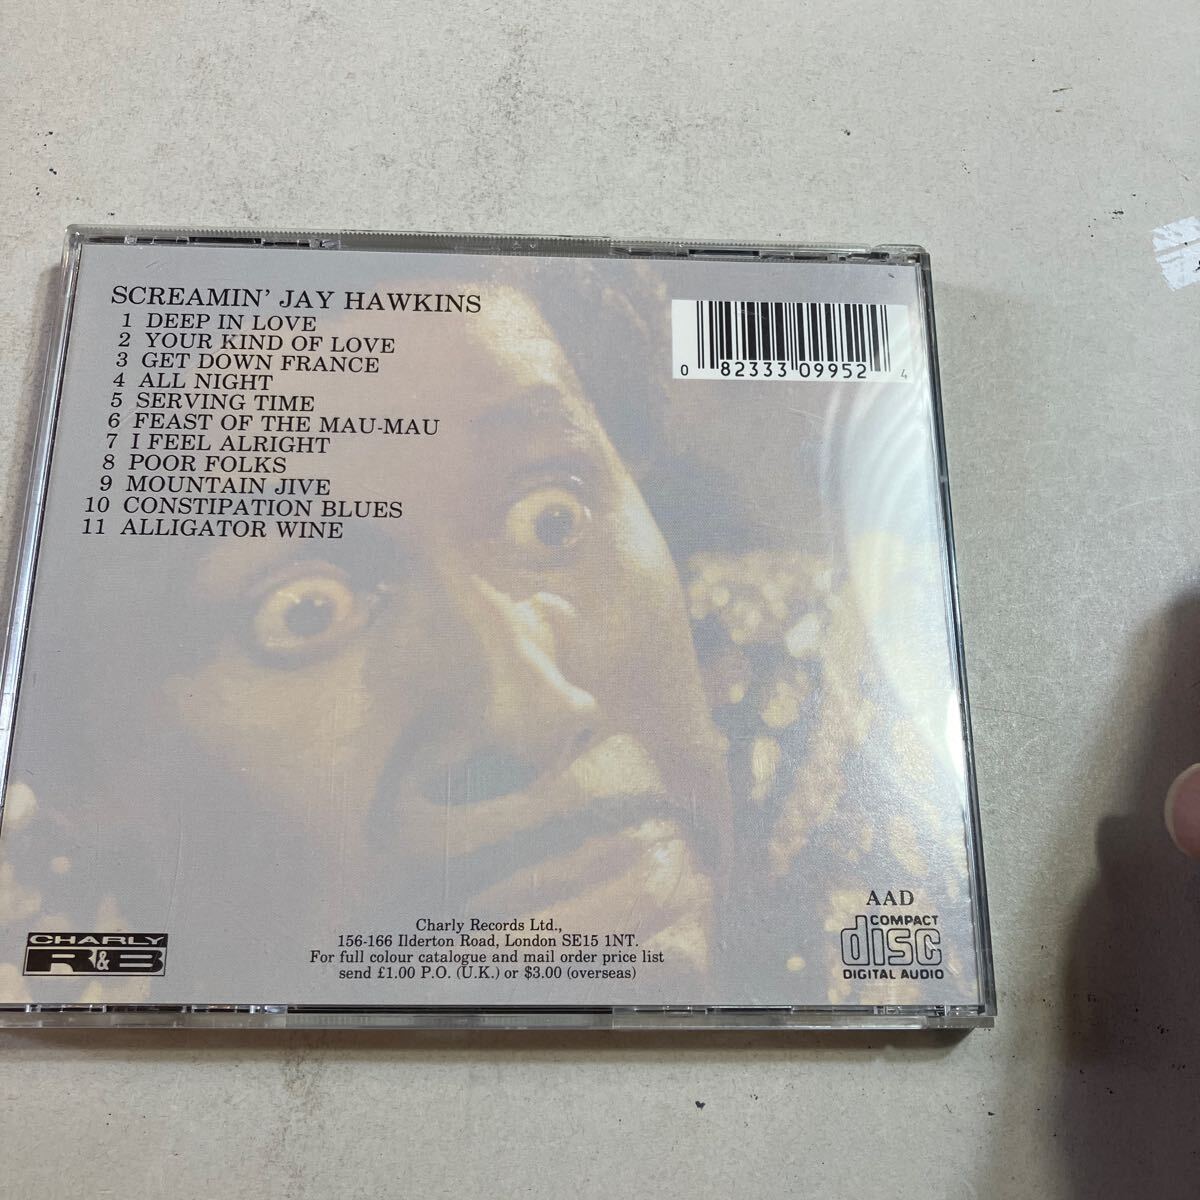 SCREAMIN' JAY HAWKINS
1 DEEP IN LOVE
2 YOUR KIND OF LOVE
3 GET DOWN FRANCE
4 ALL NIGHT
5 SERVING TIME
6 FEAST OF THE MAU-MAU
7 I FEEL ALRIGHT
8 POOR FOLKS
9 MOUNTAIN JIVE
10 CONSTIPATION BLUES
11 ALLIGATOR WINE
0 82333 09952 4
AAD
COMPACT
disc
DIGITAL AUDIO
CHARLY
R&B
Charly Records Ltd.,
156-166 Ilderton Road, London SE15 1NT.
For full colour catalogue and mail order price list
send £1.00 P.O. (U.K.) or $3.00 (overseas)